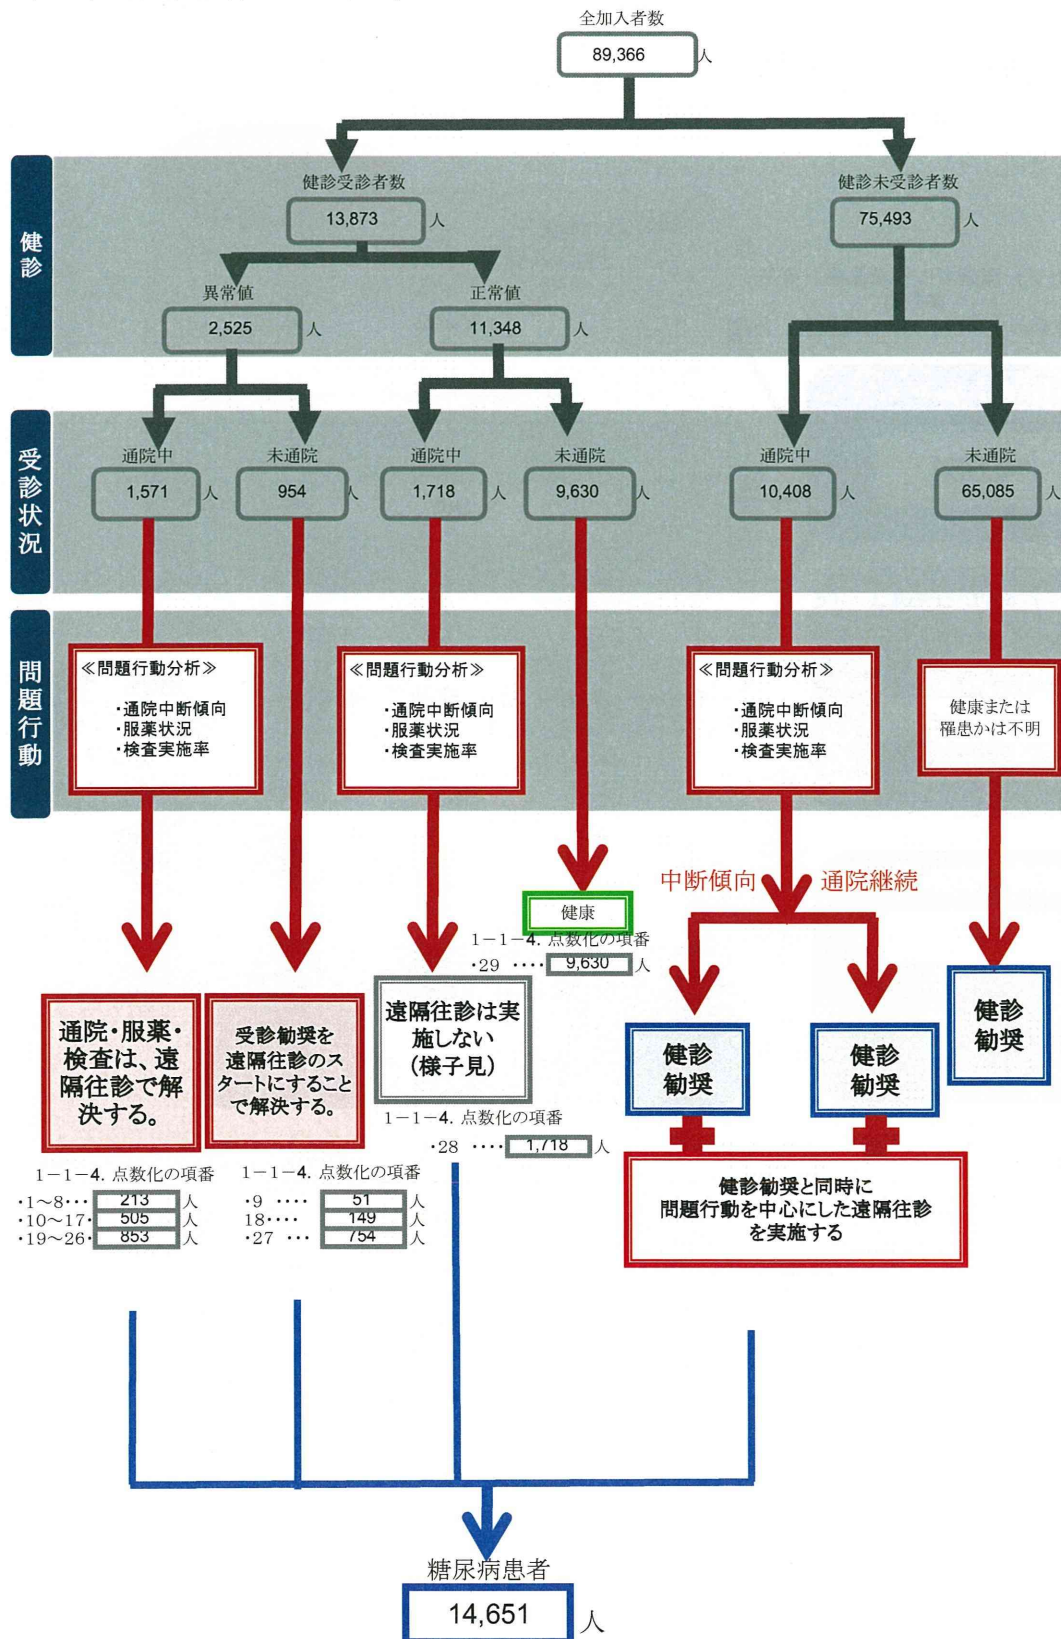 全加入者数
89,366 人
健診
健診受診者数
13,873 人
健診未受診者数
75,493 人
異常値
2,525 人
正常値
11,348 人
受診状況
通院中
1,571 人
未通院
954 人
通院中
1,718 人
未通院
9,630 人
通院中
10,408 人
未通院
65,085 人
問題行動
≪問題行動分析≫
・通院中断傾向
・服薬状況
・検査実施率
≪問題行動分析≫
・通院中断傾向
・服薬状況
・検査実施率
≪問題行動分析≫
・通院中断傾向
・服薬状況
・検査実施率
健康または
罹患かは不明
中断傾向
通院継続
健康
1-1-4. 点数化の項番
・29 ‥‥ 9,630 人
通院・服薬・
検査は、遠
隔往診で解
決する。
受診勧奨を
遠隔往診のス
タートにすること
で解決する。
遠隔往診は実
施しない
(様子見)
健診
勧奨
健診
勧奨
健診
勧奨
1-1-4. 点数化の項番
・28 ‥‥ 1,718 人
1-1-4. 点数化の項番
・1～8‥‥ 213 人
・10～17・ 505 人
・19～26・ 853 人
1-1-4. 点数化の項番
・9 ‥‥ 51 人
18‥‥ 149 人
・27 ‥‥ 754 人
健診勧奨と同時に
問題行動を中心にした遠隔往診
を実施する
糖尿病患者
14,651 人